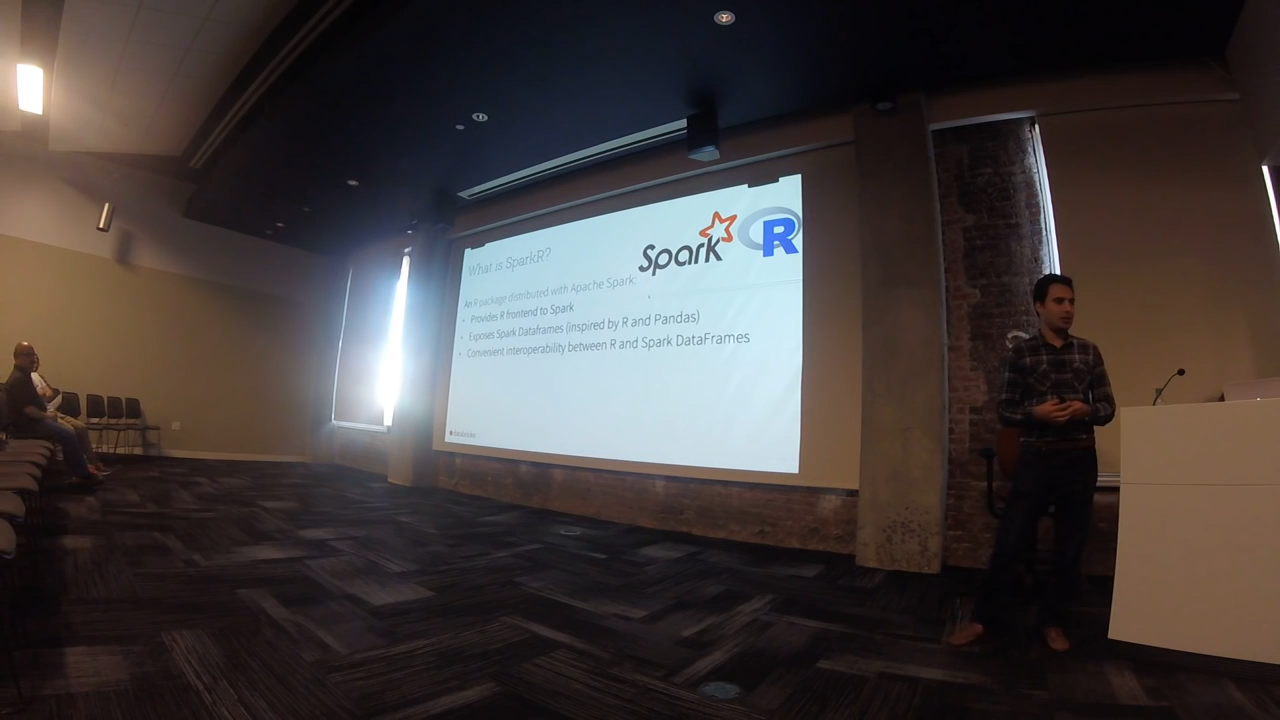 What is SparkR?
Spark
R
An R package distributed with Apache Spark:
• Provides R frontend to Spark
• Exposes Spark Dataframes (inspired by R and Pandas)
• Convenient interoperability between R and Spark DataFrames
databricks